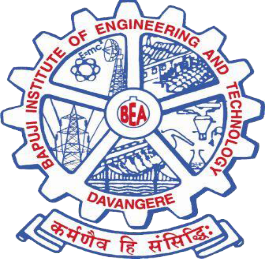 BAPUJI INSTITUTE OF ENGINEERING AND TECHNOLOGY
E=mc²
BEA
DAVANGERE
कर्मणैव हि संसिद्धिः